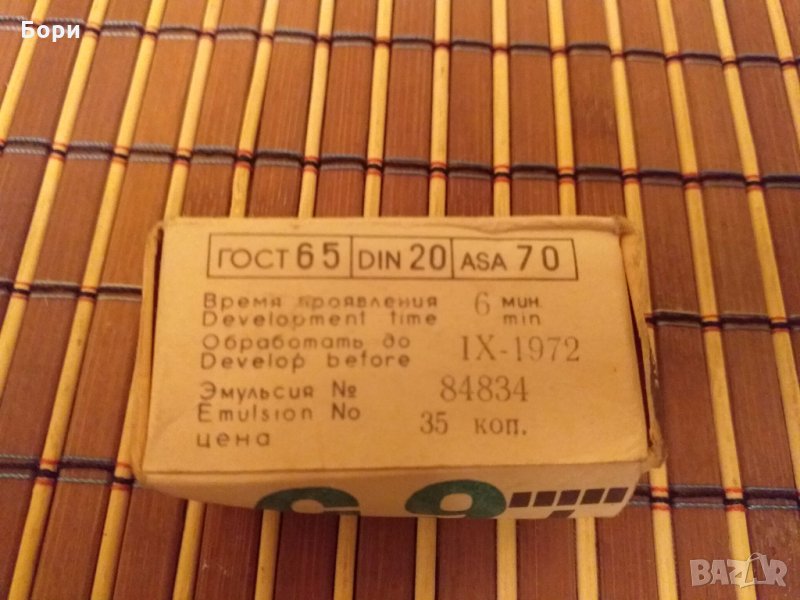 Бори
ГОСТ 65 DIN 20 ASA 70
Время проявления 6 мин.
Development time min
Обработать до IX-1972
Develop before
Эмульсия № 84834
Emulsion No
цена 35 коп.
BAZAR